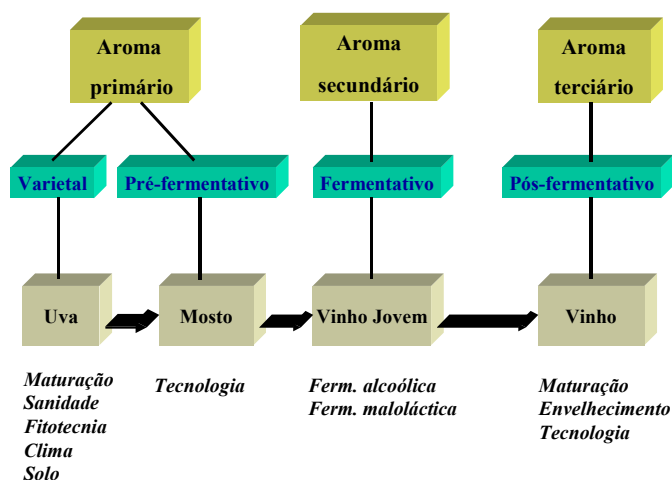 Aroma
primário
Aroma
secundário
Aroma
terciário
Varietal
Pré-fermentativo
Fermentativo
Pós-fermentativo
Uva
Mosto
Vinho Jovem
Vinho
Maturação
Sanidade
Fitotecnia
Clima
Solo
Tecnologia
Ferm. alcoólica
Ferm. maloláctica
Maturação
Envelhecimento
Tecnologia